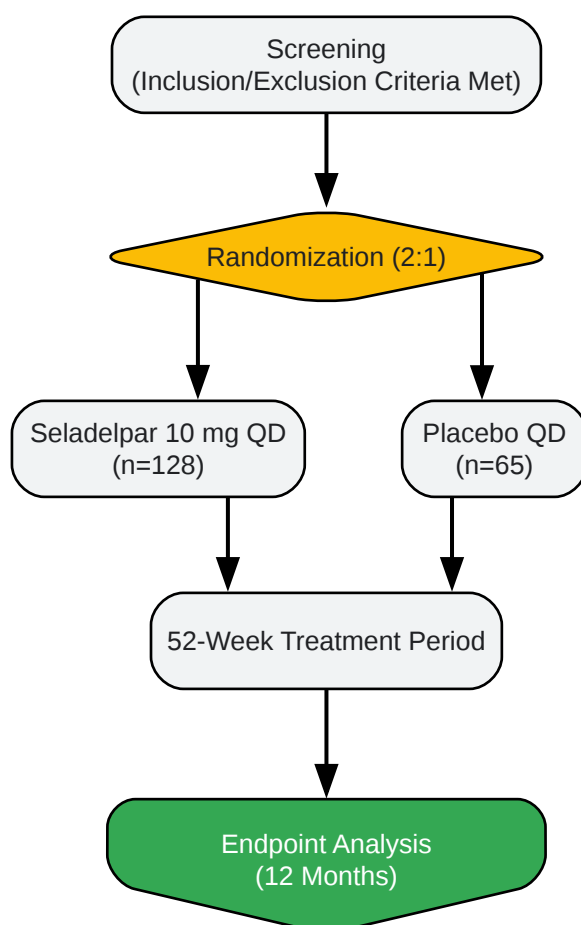 Screening
(Inclusion/Exclusion Criteria Met)
Randomization (2:1)
Seladelpar 10 mg QD
(n=128)
Placebo QD
(n=65)
52-Week Treatment Period
Endpoint Analysis
(12 Months)